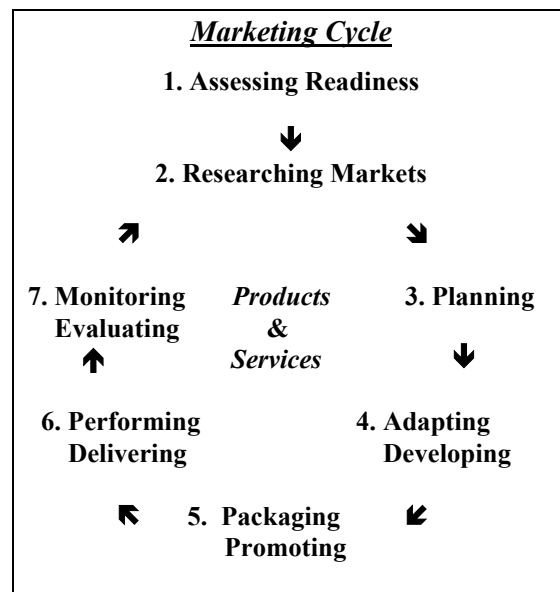 Marketing Cycle
1. Assessing Readiness
2. Researching Markets
7. Monitoring
Evaluating
Products
&
Services
3. Planning
6. Performing
Delivering
4. Adapting
Developing
5. Packaging
Promoting